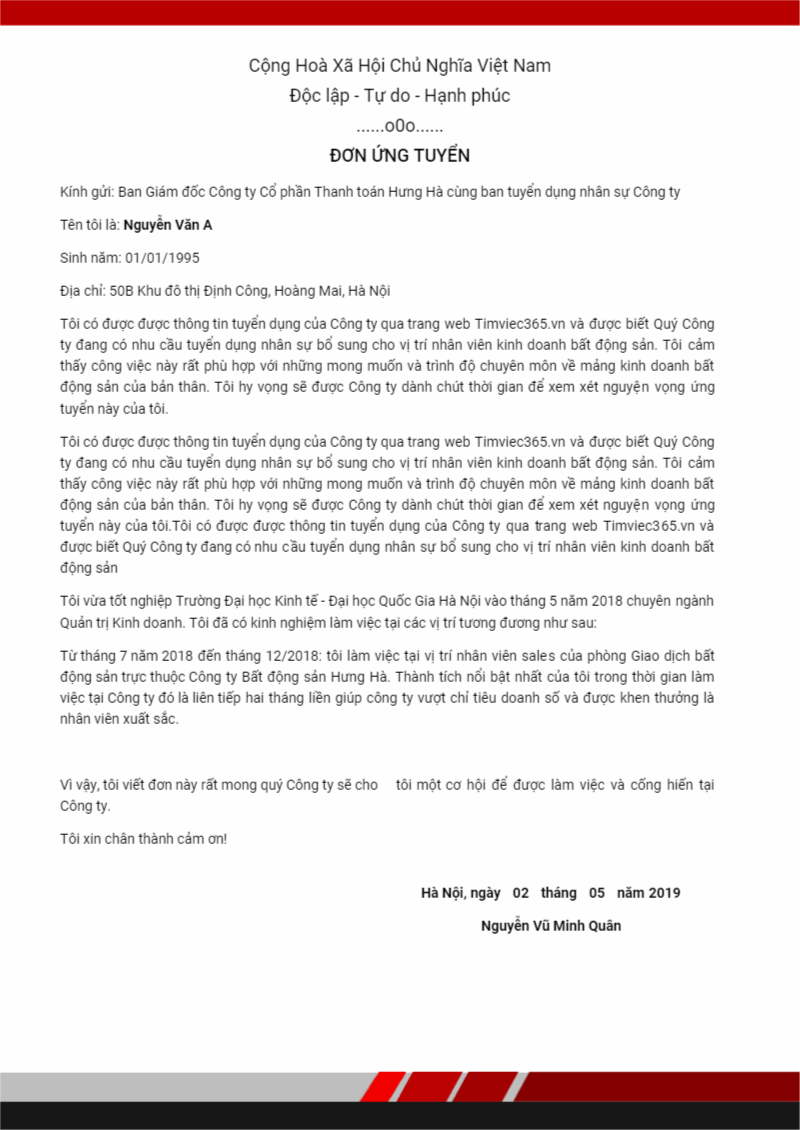 Cộng Hoà Xã Hội Chủ Nghĩa Việt Nam
Độc lập - Tự do - Hạnh phúc
......o0o......
ĐƠN ỨNG TUYỂN
Kính gửi: Ban Giám đốc Công ty Cổ phần Thanh toán Hưng Hà cùng ban tuyển dụng nhân sự Công ty
Tên tôi là: Nguyễn Văn A
Sinh năm: 01/01/1995
Địa chỉ: 50B Khu đô thị Định Công, Hoàng Mai, Hà Nội
Tôi có được được thông tin tuyển dụng của Công ty qua trang web Timviec365.vn và được biết Quý Công
ty đang có nhu cầu tuyển dụng nhân sự bổ sung cho vị trí nhân viên kinh doanh bất động sản. Tôi cảm
thấy công việc này rất phù hợp với những mong muốn và trình độ chuyên môn về mảng kinh doanh bất
động sản của bản thân. Tôi hy vọng sẽ được Công ty dành chút thời gian để xem xét nguyện vọng ứng
tuyển này của tôi.
Tôi có được được thông tin tuyển dụng của Công ty qua trang web Timviec365.vn và được biết Quý Công
ty đang có nhu cầu tuyển dụng nhân sự bổ sung cho vị trí nhân viên kinh doanh bất động sản. Tôi cảm
thấy công việc này rất phù hợp với những mong muốn và trình độ chuyên môn về mảng kinh doanh bất
động sản của bản thân. Tôi hy vọng sẽ được Công ty dành chút thời gian để xem xét nguyện vọng ứng
tuyển này của tôi.Tôi có được được thông tin tuyển dụng của Công ty qua trang web Timviec365.vn và
được biết Quý Công ty đang có nhu cầu tuyển dụng nhân sự bổ sung cho vị trí nhân viên kinh doanh bất
động sản
Tôi vừa tốt nghiệp Trường Đại học Kinh tế - Đại học Quốc Gia Hà Nội vào tháng 5 năm 2018 chuyên ngành
Quản trị Kinh doanh. Tôi đã có kinh nghiệm làm việc tại các vị trí tương đương như sau:
Từ tháng 7 năm 2018 đến tháng 12/2018: tôi làm việc tại vị trí nhân viên sales của phòng Giao dịch bất
động sản trực thuộc Công ty Bất động sản Hưng Hà. Thành tích nổi bật nhất của tôi trong thời gian làm
việc tại Công ty đó là liên tiếp hai tháng liền giúp công ty vượt chỉ tiêu doanh số và được khen thưởng là
nhân viên xuất sắc.
Vì vậy, tôi viết đơn này rất mong quý Công ty sẽ cho tôi một cơ hội để được làm việc và cống hiến tại
Công ty.
Tôi xin chân thành cảm ơn!
Hà Nội, ngày 02 tháng 05 năm 2019
Nguyễn Vũ Minh Quân